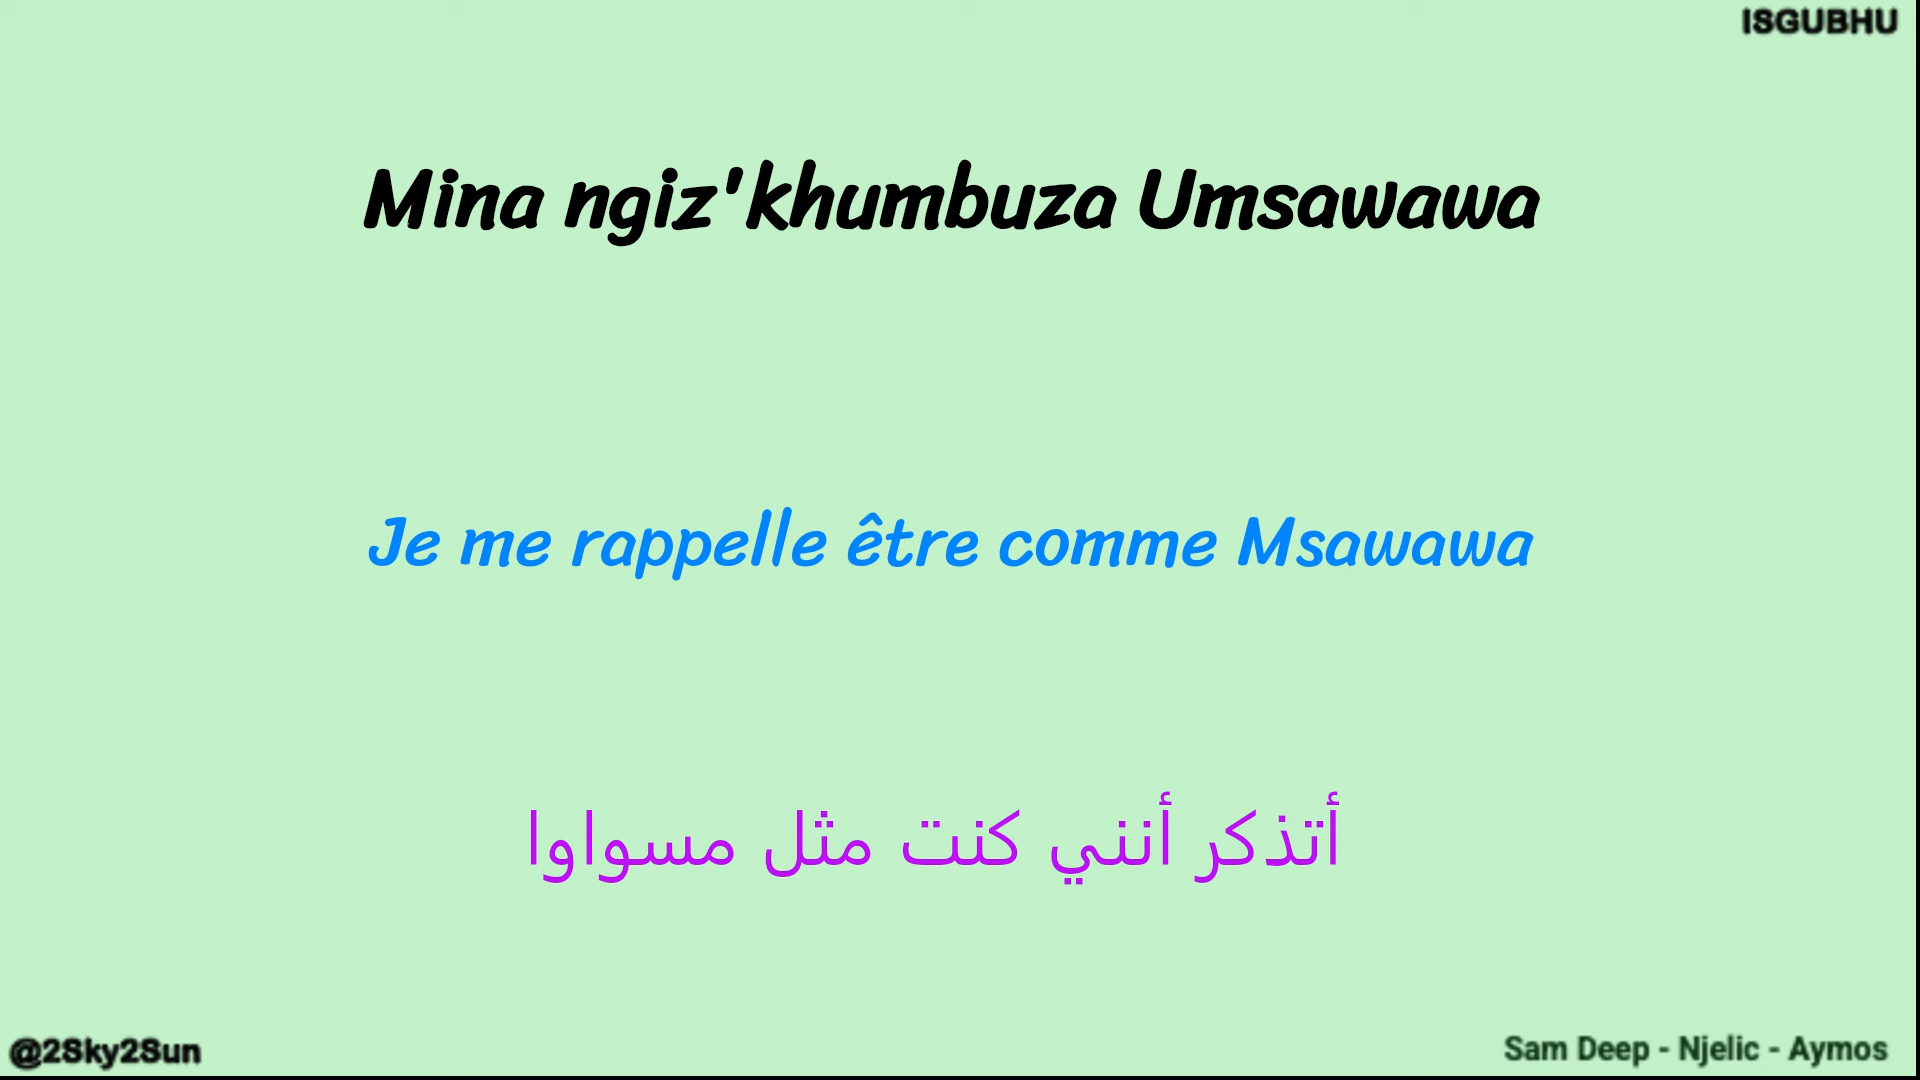 ISGUBHU
Mina ngiz'khumbuza Umsawawa
Je me rappelle être comme Msawawa
أتذكر أنني كنت مثل مسواوا
@2Sky2Sun
Sam Deep - Njelic - Aymos